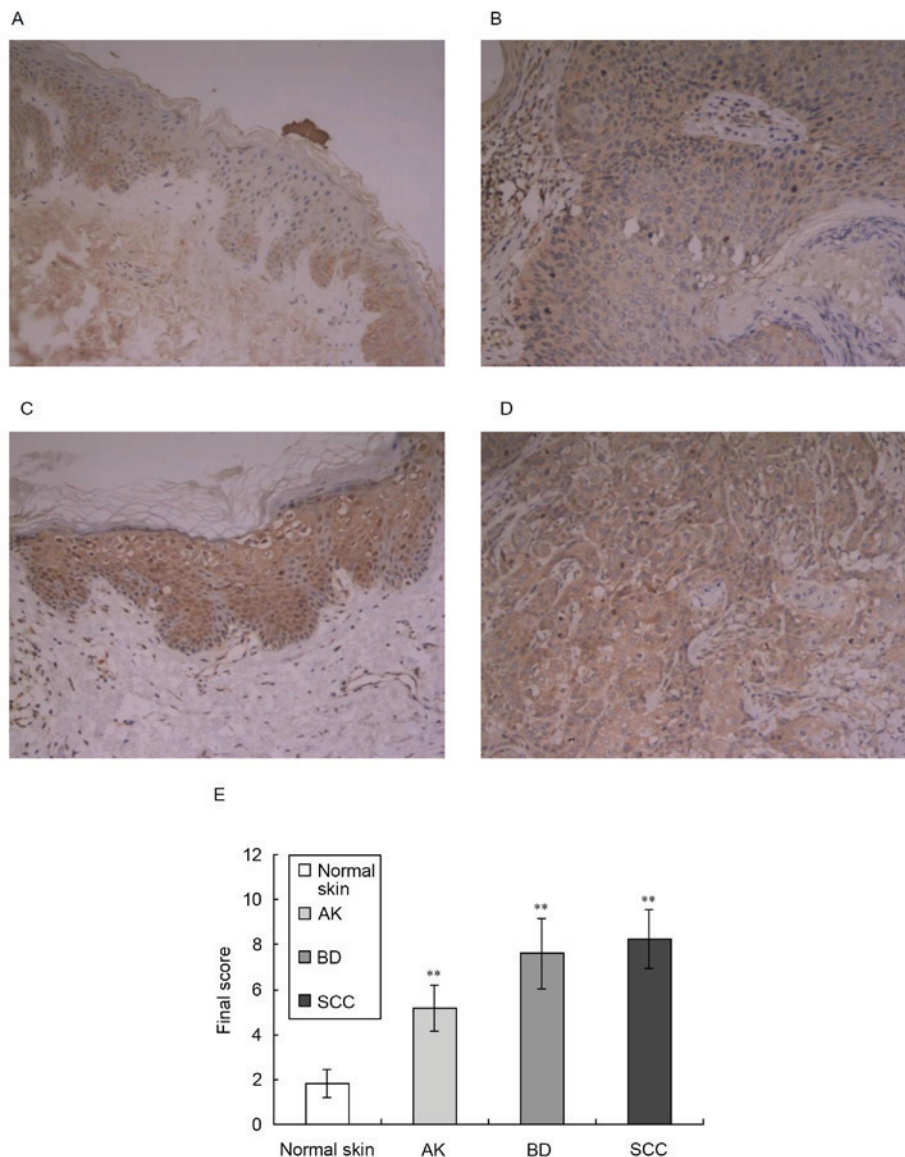 A
B
C
D
E
Final score
12
10
8
6
4
2
0
Normal
skin
AK
BD
SCC
**
**
**
Normal skin
AK
BD
SCC